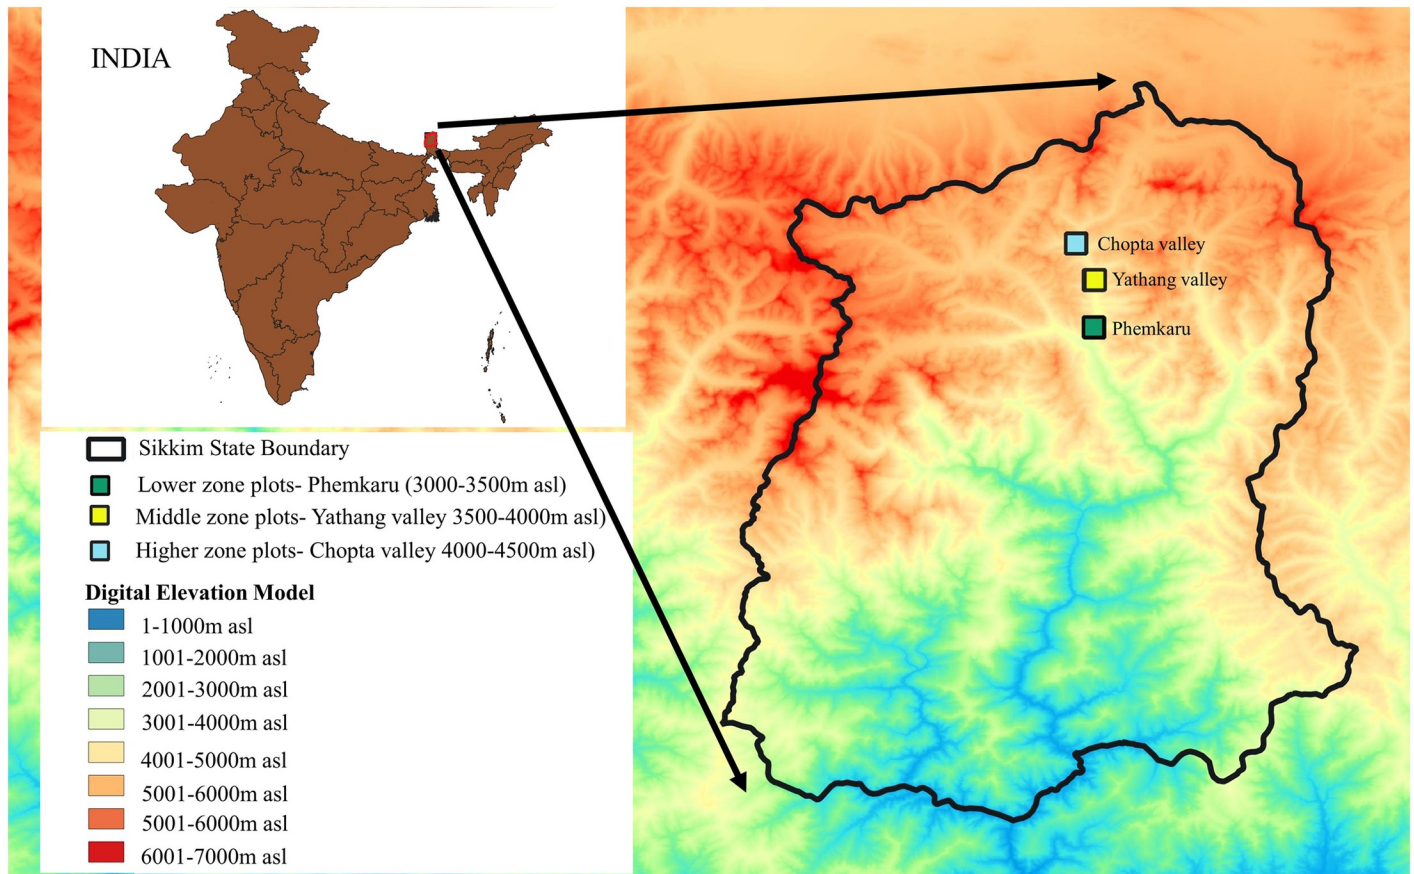 INDIA
Chopta valley
Yathang valley
Phemkaru
Sikkim State Boundary
Lower zone plots- Phemkaru (3000-3500m asl)
Middle zone plots- Yathang valley 3500-4000m asl)
Higher zone plots- Chopta valley 4000-4500m asl)
Digital Elevation Model
1-1000m asl
1001-2000m asl
2001-3000m asl
3001-4000m asl
4001-5000m asl
5001-6000m asl
5001-6000m asl
6001-7000m asl